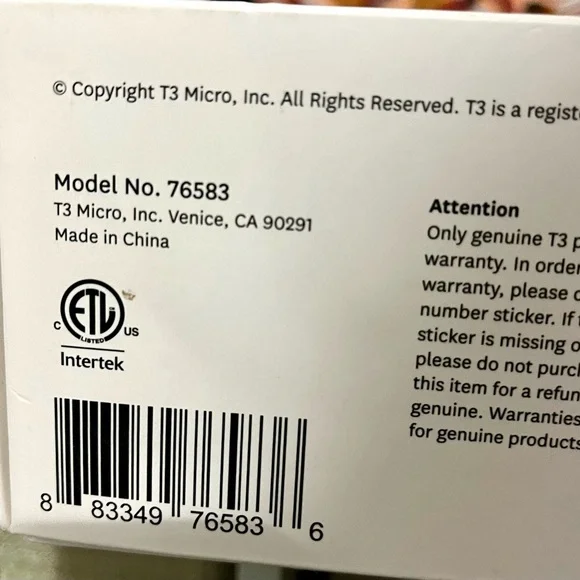 © Copyright T3 Micro, Inc. All Rights Reserved. T3 is a regist
Model No. 76583
T3 Micro, Inc. Venice, CA 90291
Made in China
ETL
C US
LISTED
Intertek
8 83349 76583 6
Attention
Only genuine T3 p
warranty. In order
warranty, please
number sticker. If
sticker is missing o
please do not purch
this item for a refun
genuine. Warranties
for genuine products